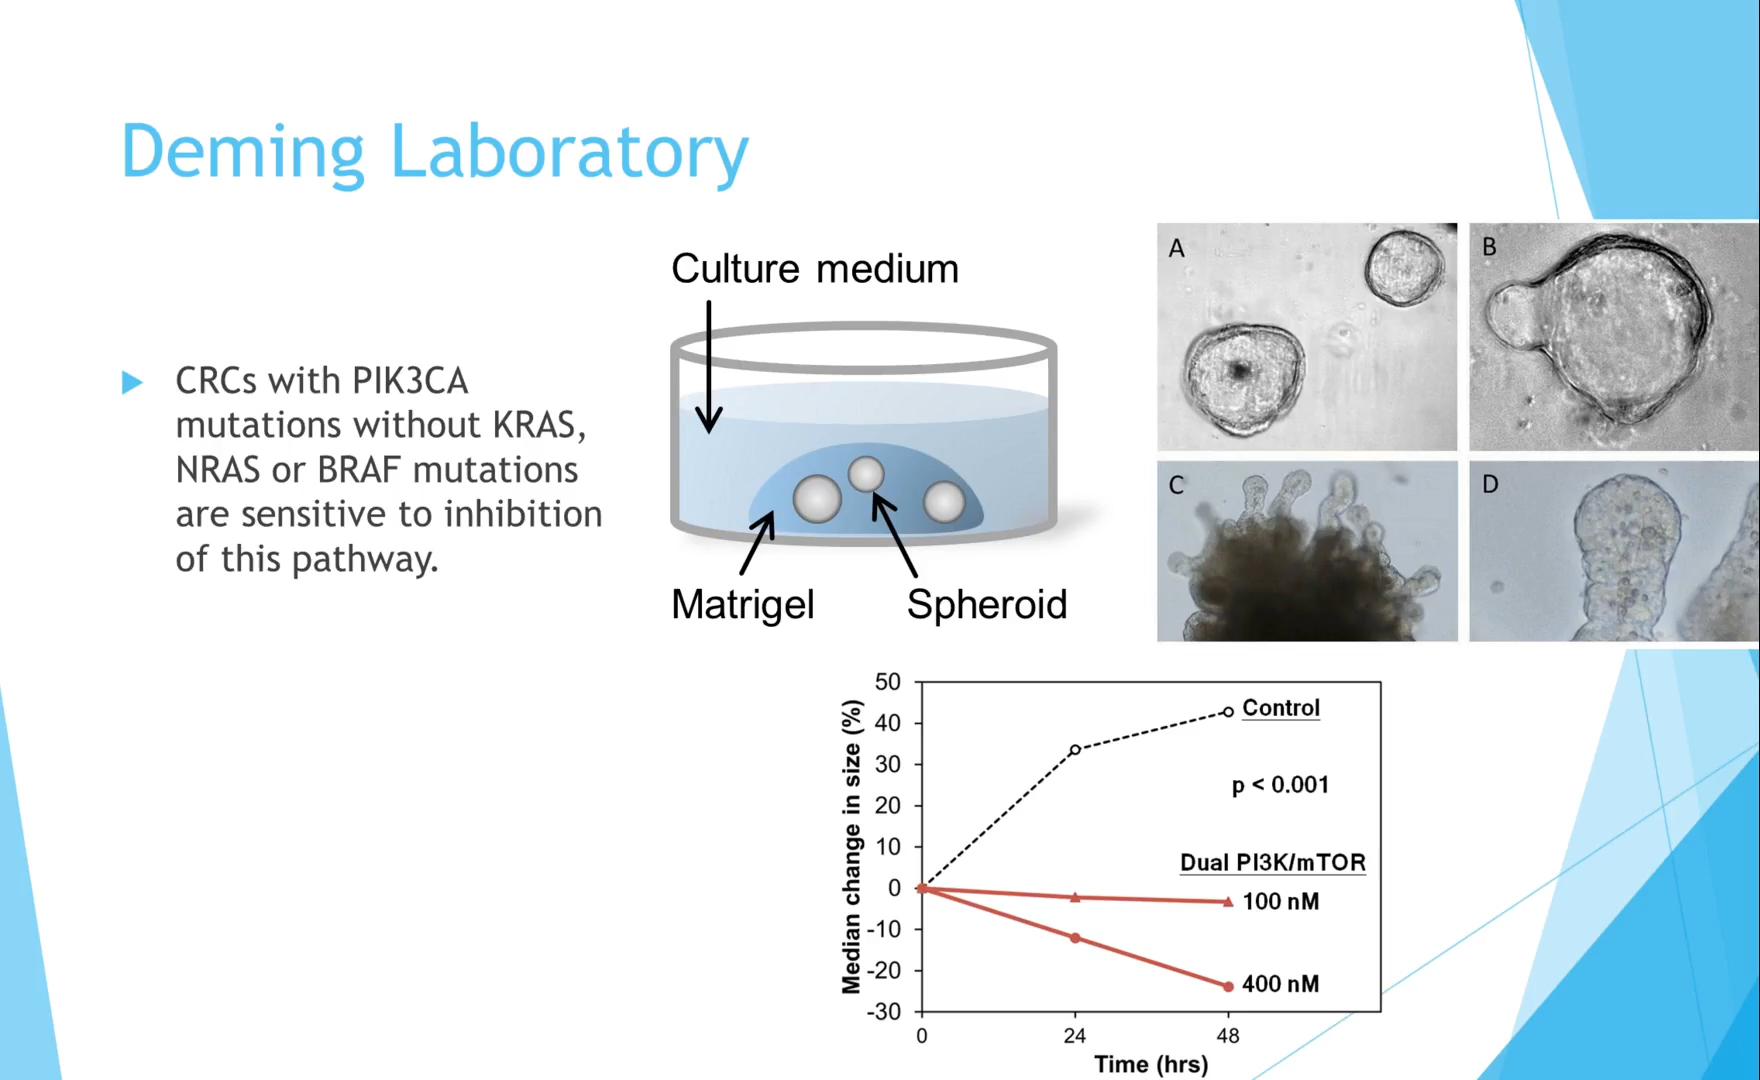 Deming Laboratory
CRCs with PIK3CA
mutations without KRAS,
NRAS or BRAF mutations
are sensitive to inhibition
of this pathway.
Culture medium
Matrigel
Spheroid
A
B
C
D
Median change in size (%)
50
40
30
20
10
0
-10
-20
-30
Control
p < 0.001
Dual PI3K/mTOR
100 nM
400 nM
0
24
48
Time (hrs)